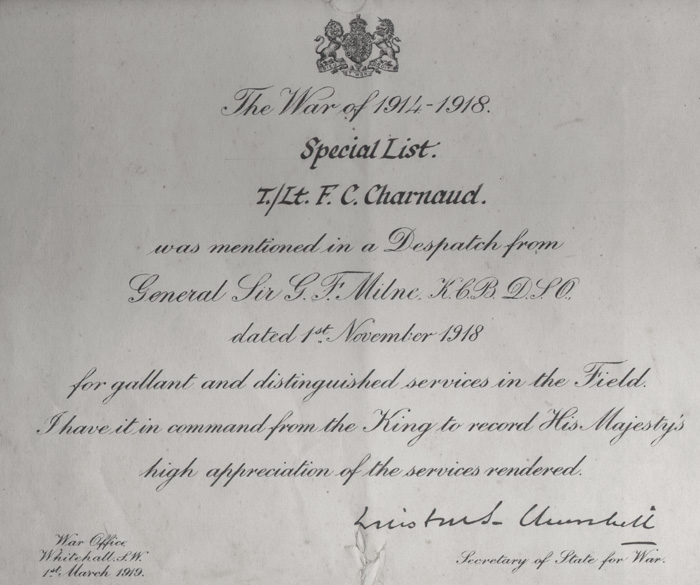 The War of 1914-1918.
Special List.
T./Lt. F. C. Charnaud.
was mentioned in a Despatch from
General Sir G. F. Milne. K.C.B. D.S.O.
dated 1st November 1918
for gallant and distinguished services in the Field.
I have it in command from the King to record His Majesty's
high appreciation of the services rendered.
Winston S. Churchill
Secretary of State for War.
War Office
Whitehall. S.W.
1st March 1919.